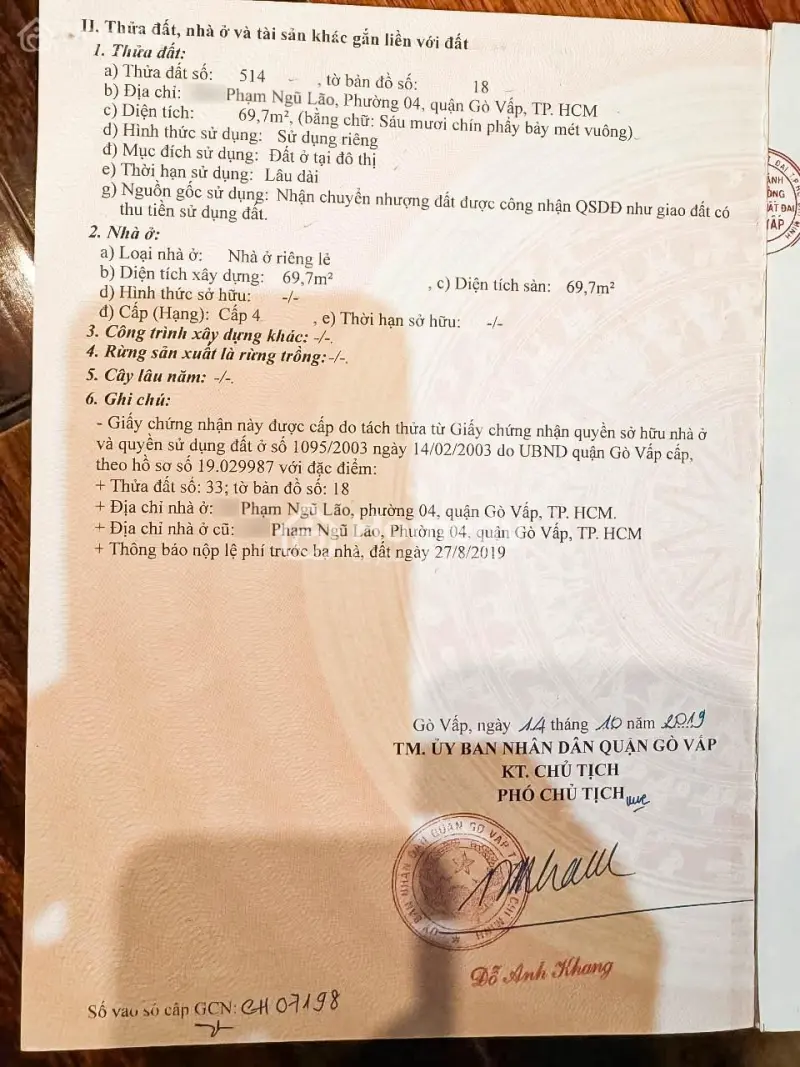 II. Thửa đất, nhà ở và tài sản khác gắn liền với đất
1. Thửa đất:
a) Thửa đất số: 514 , tờ bản đồ số: 18
b) Địa chỉ: Phạm Ngũ Lão, Phường 04, quận Gò Vấp, TP. HCM
c) Diện tích: 69,7m², (bằng chữ: Sáu mươi chín phẩy bảy mét vuông)
d) Hình thức sử dụng: Sử dụng riêng
đ) Mục đích sử dụng: Đất ở tại đô thị
e) Thời hạn sử dụng: Lâu dài
g) Nguồn gốc sử dụng: Nhận chuyển nhượng đất được công nhận QSDĐ như giao đất có
thu tiền sử dụng đất.
2. Nhà ở:
a) Loại nhà ở: Nhà ở riêng lẻ
b) Diện tích xây dựng: 69,7m² , c) Diện tích sàn: 69,7m²
d) Hình thức sở hữu: -/-
đ) Cấp (Hạng): Cấp 4 , e) Thời hạn sở hữu: -/-
3. Công trình xây dựng khác: -/-.
4. Rừng sản xuất là rừng trồng:-/-.
5. Cây lâu năm: -/-.
6. Ghi chú:
- Giấy chứng nhận này được cấp do tách thửa từ Giấy chứng nhận quyền sở hữu nhà ở
và quyền sử dụng đất ở số 1095/2003 ngày 14/02/2003 do UBND quận Gò Vấp cấp,
theo hồ sơ số 19.029987 với đặc điểm:
+ Thửa đất số: 33; tờ bản đồ số: 18
+ Địa chỉ nhà ở: Phạm Ngũ Lão, phường 04, quận Gò Vấp, TP. HCM.
+ Địa chỉ nhà ở cũ: Phạm Ngũ Lão, Phường 04, quận Gò Vấp, TP. HCM
+ Thông báo nộp lệ phí trước bạ nhà, đất ngày 27/8/2019
Gò Vấp, ngày 14 tháng 10 năm 2019
TM. ỦY BAN NHÂN DÂN QUẬN GÒ VẤP
KT. CHỦ TỊCH
PHÓ CHỦ TỊCH
ỦY BAN NHÂN DÂN QUẬN GÒ VẤP
CHÍ MINH
Đỗ Anh Khang
Số vào sổ cấp GCN: CH07198